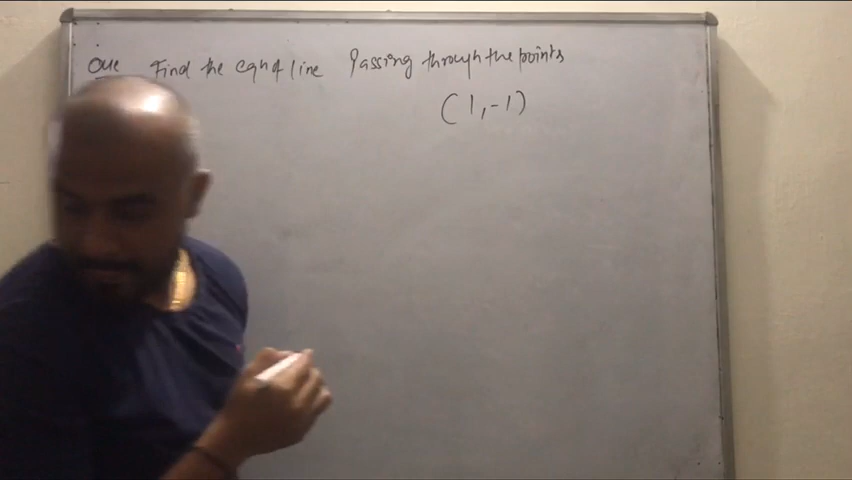 Que Find the eqn of line Passing through the points
(1,-1)